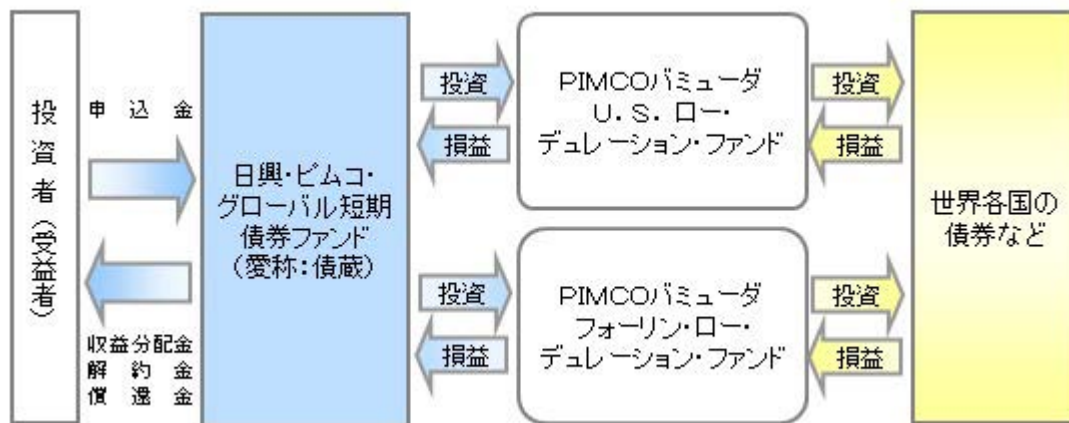 投資者（受益者）
申込金
収益分配金
解約金
償還金
日興・ピムコ・
グローバル短期
債券ファンド
（愛称：債蔵）
投資
損益
PIMCOバミューダ
Ｕ．Ｓ．ロー・
デュレーション・ファンド
投資
損益
投資
損益
PIMCOバミューダ
フォーリン・ロー・
デュレーション・ファンド
投資
損益
世界各国の
債券など